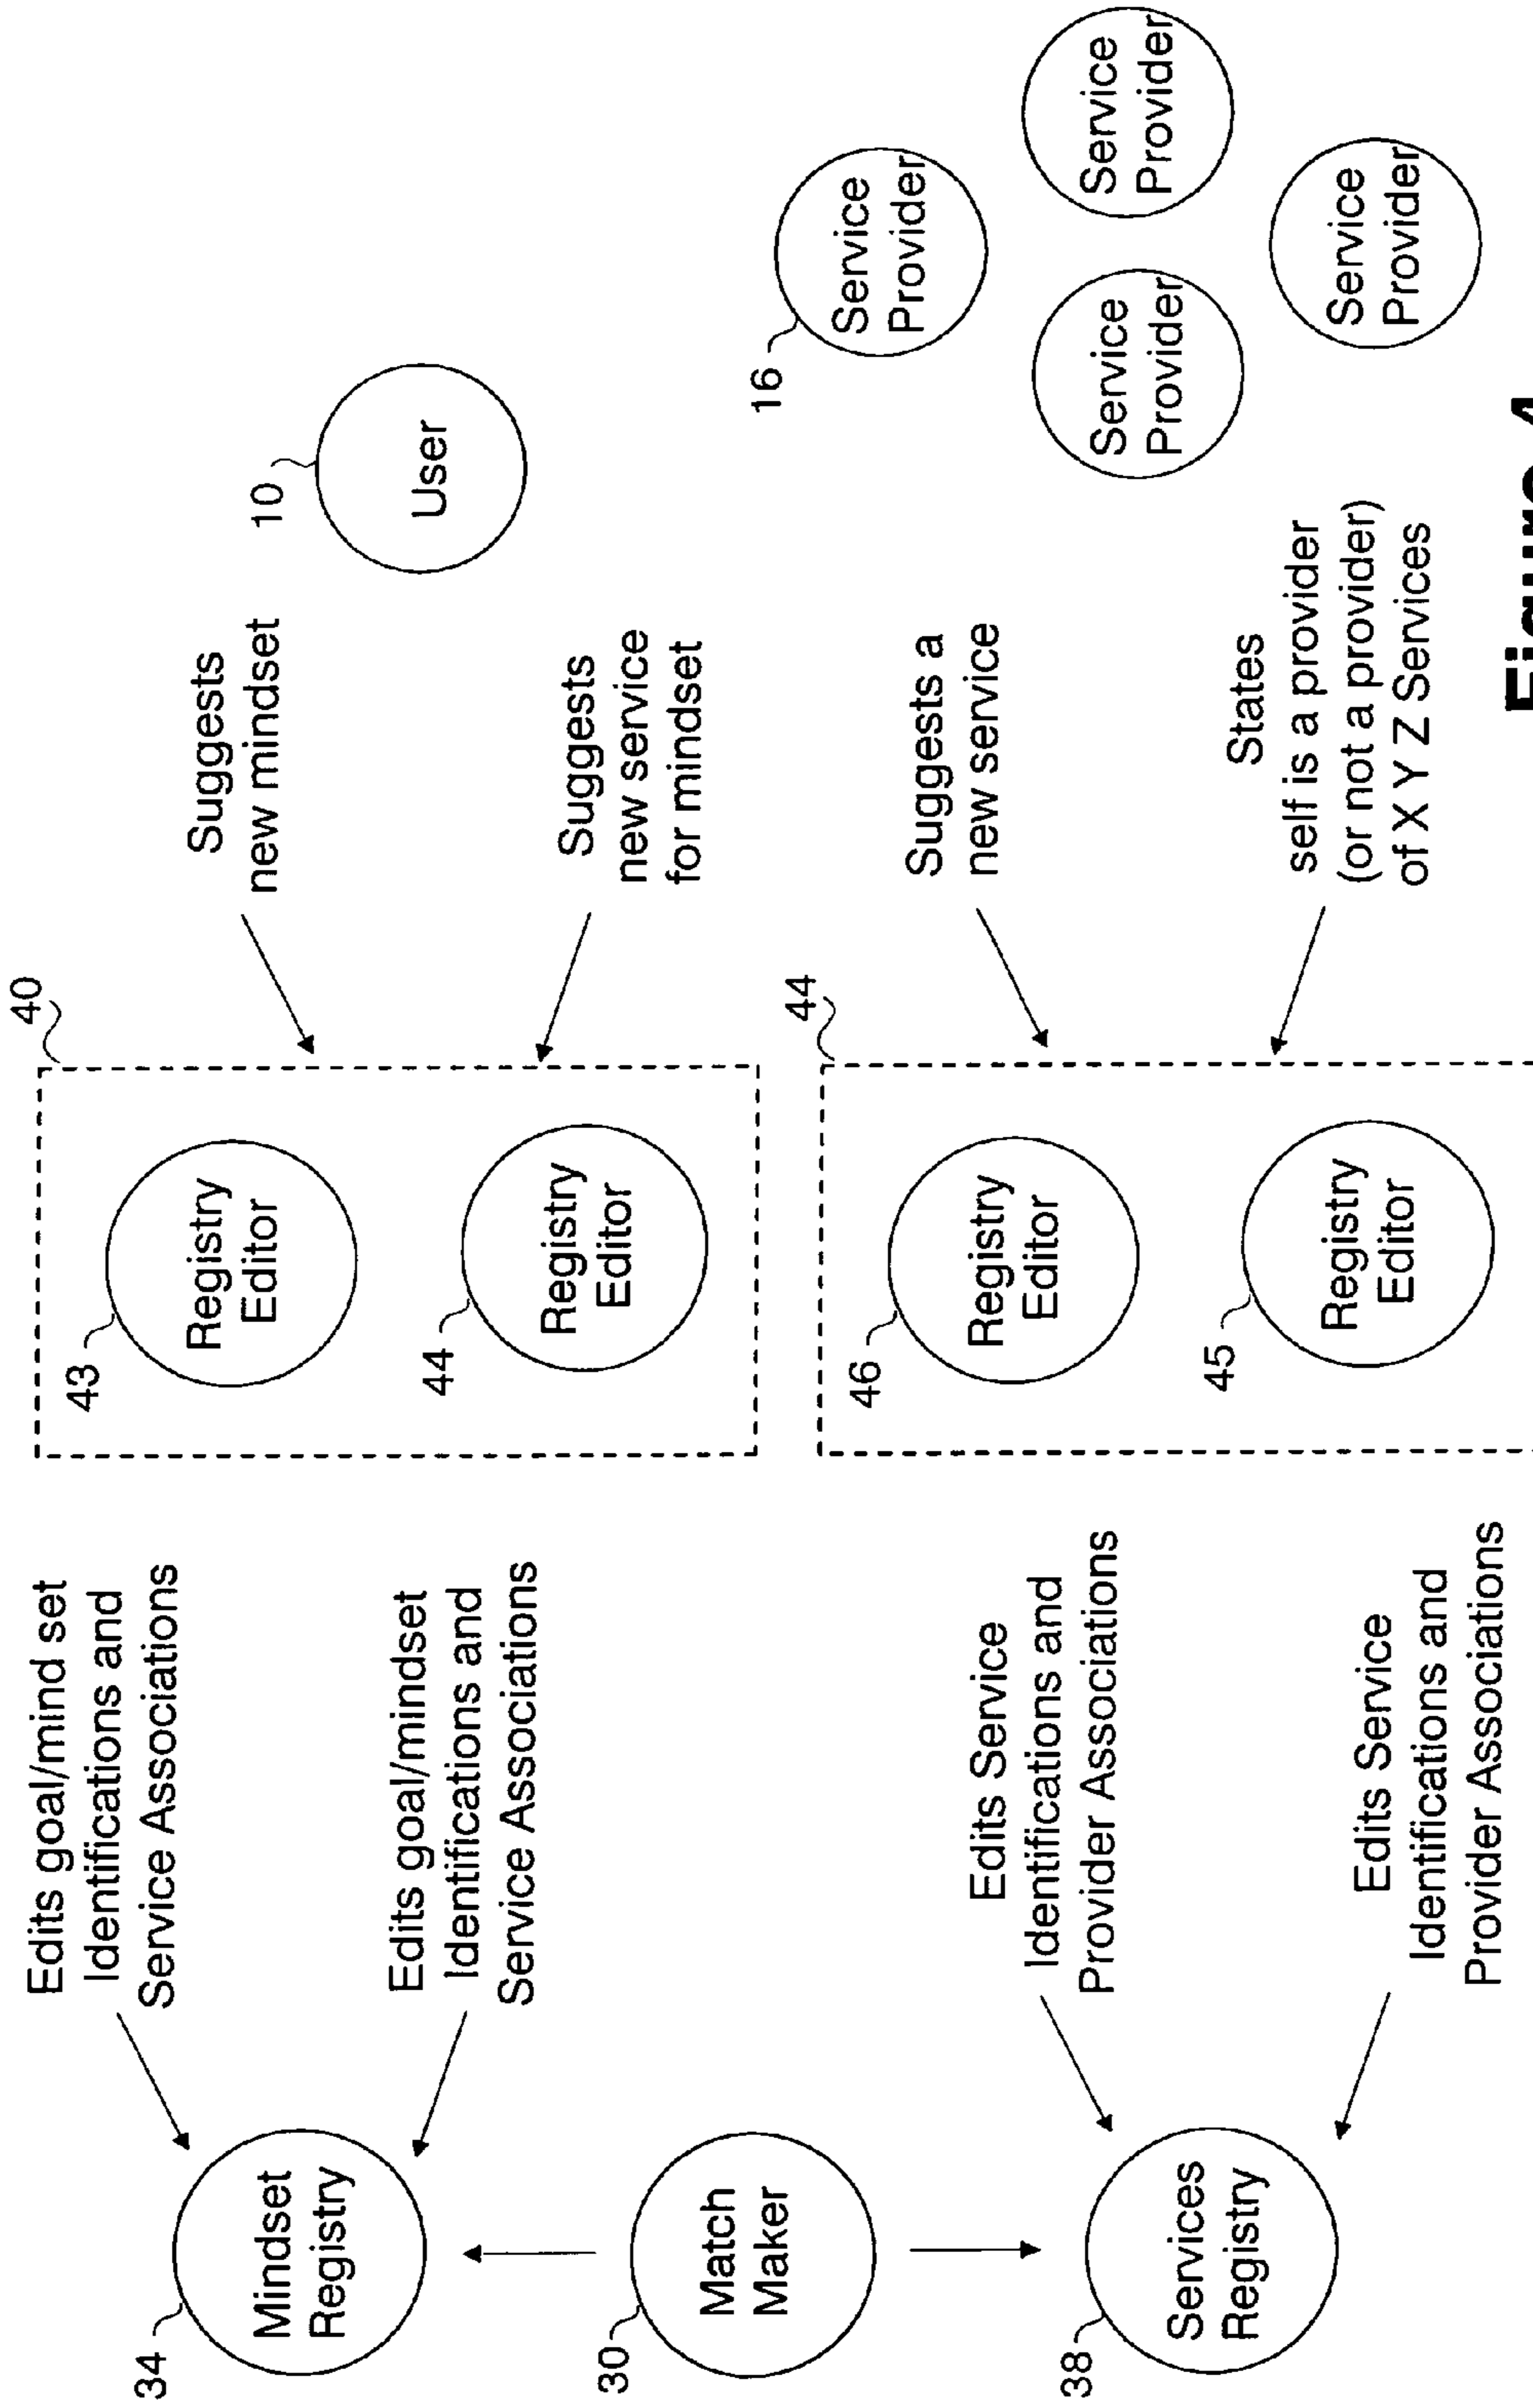 34
Mindset
Registry
30
Match
Maker
38
Services
Registry
Edits goal/mind set
Identifications and
Service Associations
Edits goal/mindset
Identifications and
Service Associations
Edits Service
Identifications and
Provider Associations
Edits Service
Identifications and
Provider Associations
40
43
Registry
Editor
44
Registry
Editor
44
46
Registry
Editor
45
Registry
Editor
Suggests
new mindset
Suggests
new service
for mindset
Suggests a
new service
States
self is a provider
(or not a provider)
of X Y Z Services
10
User
16
Service
Provider
Service
Provider
Service
Provider
Service
Provider
Figure 4